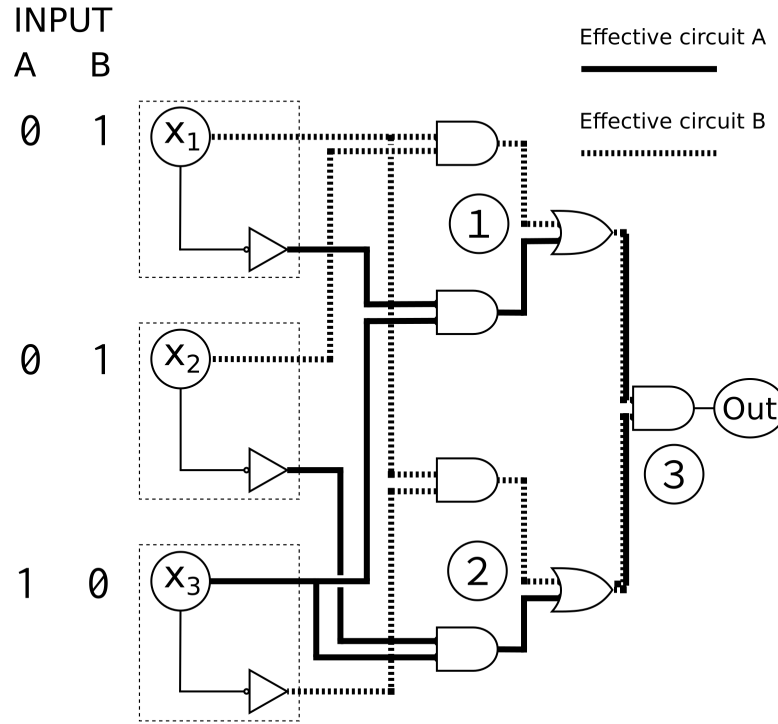 INPUT
A B
Effective circuit A
Effective circuit B
0 1
X1
1
0 1
X2
Out
3
2
1 0
X3